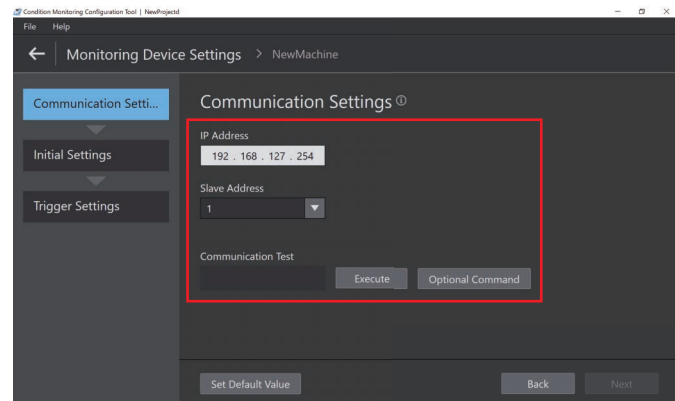 Condition Monitoring Configuration Tool | NewProjectd
File Help
Monitoring Device Settings > NewMachine
Communication Setti...
Initial Settings
Trigger Settings
Communication Settings
IP Address
192 . 168 . 127 . 254
Slave Address
1
Communication Test
Execute Optional Command
Set Default Value Back Next